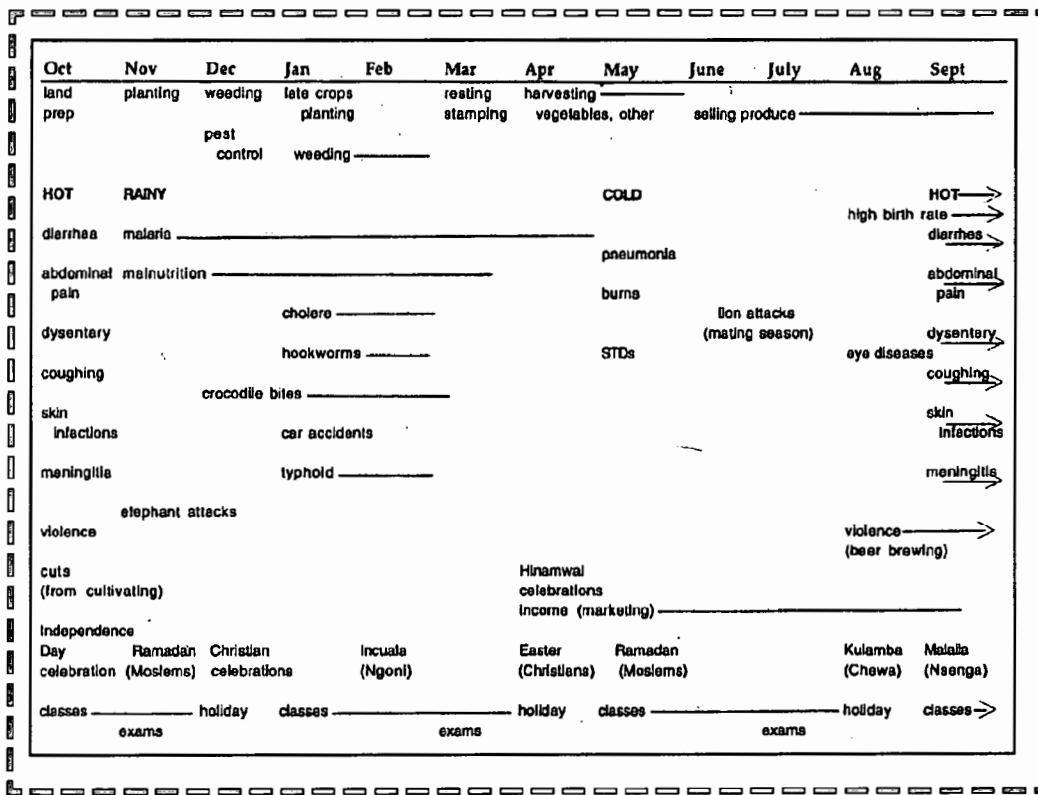 Oct Nov Dec Jan Feb Mar Apr May June July Aug Sept
land planting weeding late crops resting harvesting
prep planting stamping vegetables, other selling produce
pest
control weeding
HOT RAINY COLD HOT
high birth rate
diarrhea malaria diarrhea
pneumonia
abdominal malnutrition abdominal
pain burns pain
cholera lion attacks
dysentary (mating season) dysentary
hookworms STDs eye diseases
coughing coughing
crocodile bites
skin skin
infections car accidents infections
meningitis typhoid meningitis
elephant attacks
violence violence
(beer brewing)
cuts Hinamwai
(from cultivating) celebrations
income (marketing)
Independence
Day Ramadan Christian Incuala Easter Ramadan Kulamba Malaila
celebration (Moslems) celebrations (Ngoni) (Christians) (Moslems) (Chewa) (Nsenga)
classes holiday classes holiday classes holiday classes
exams exams exams